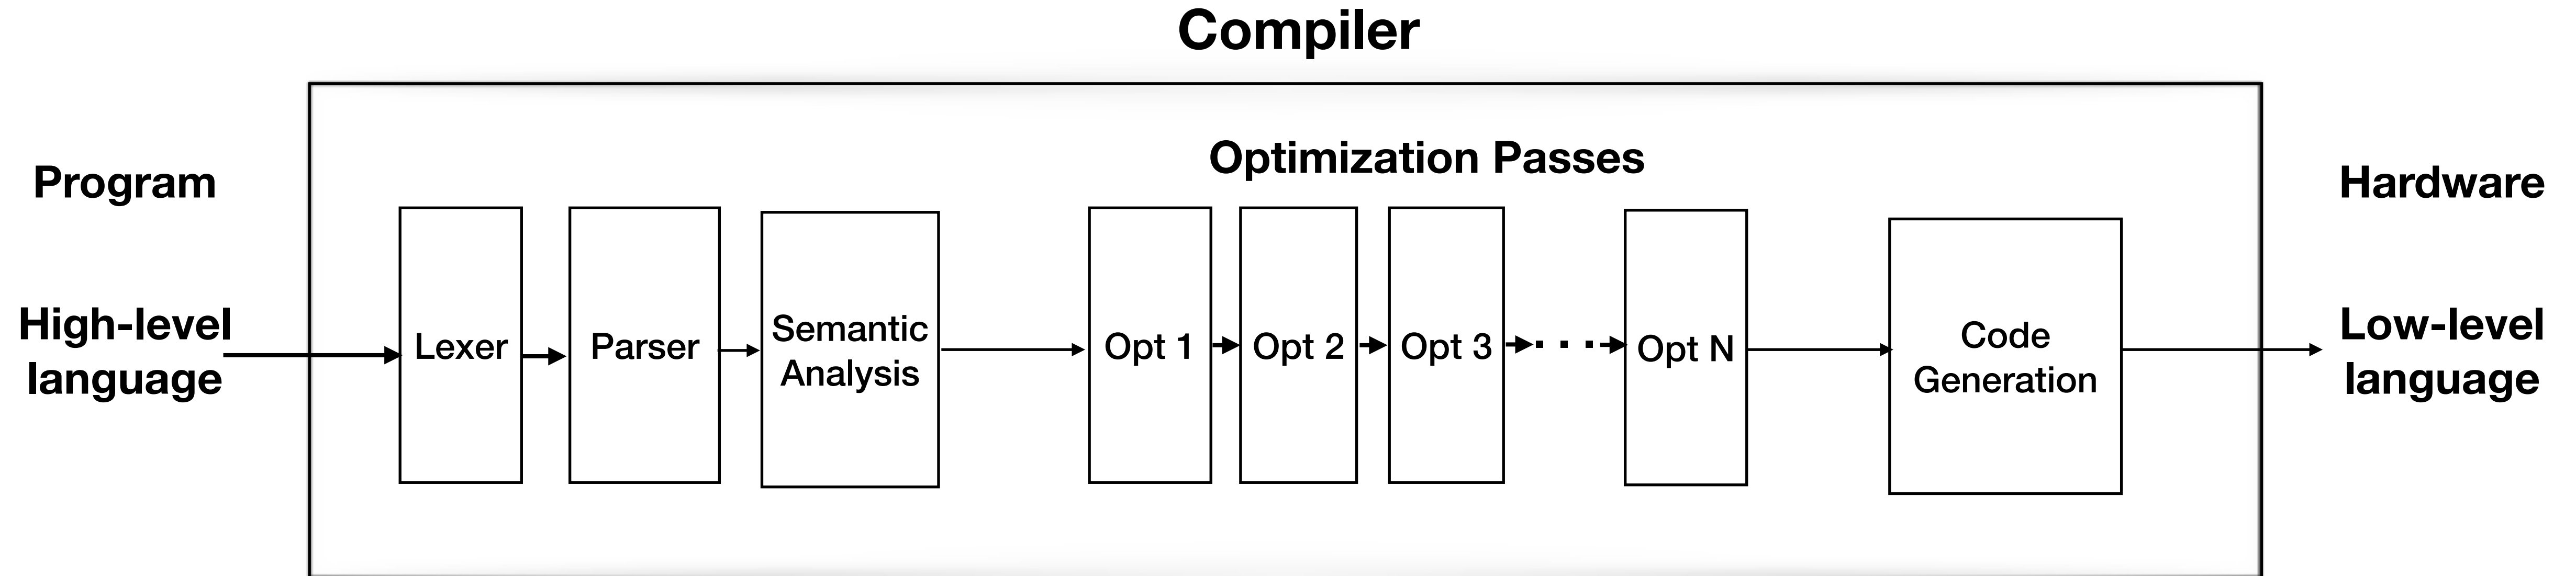 Compiler
Optimization Passes
Program
Hardware
High-level
language
Lexer
Parser
Semantic
Analysis
Opt 1
Opt 2
Opt 3
. . .
Opt N
Code
Generation
Low-level
language